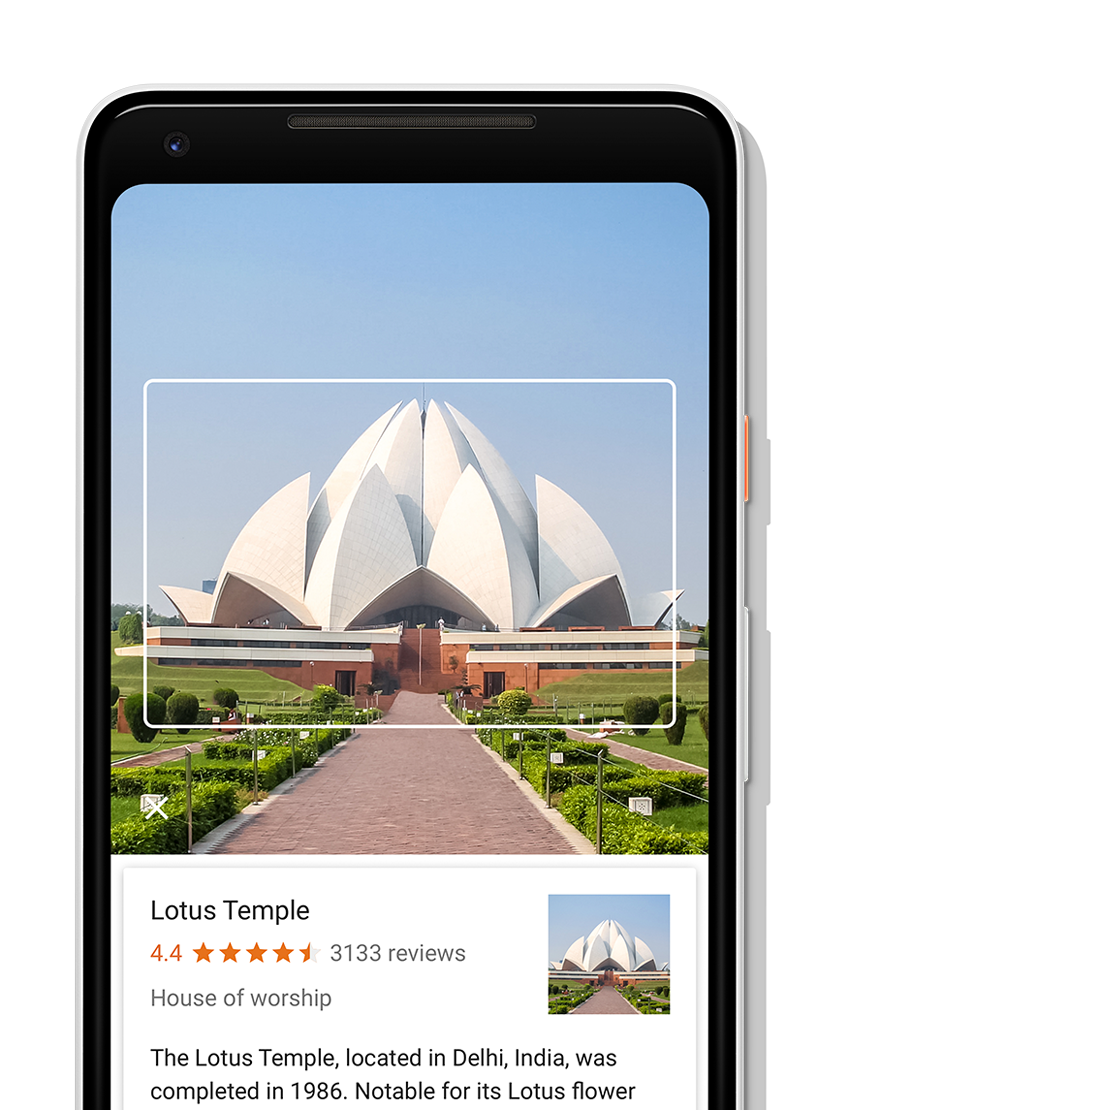 Lotus Temple
4.4 3133 reviews
House of worship
The Lotus Temple, located in Delhi, India, was
completed in 1986. Notable for its Lotus flower